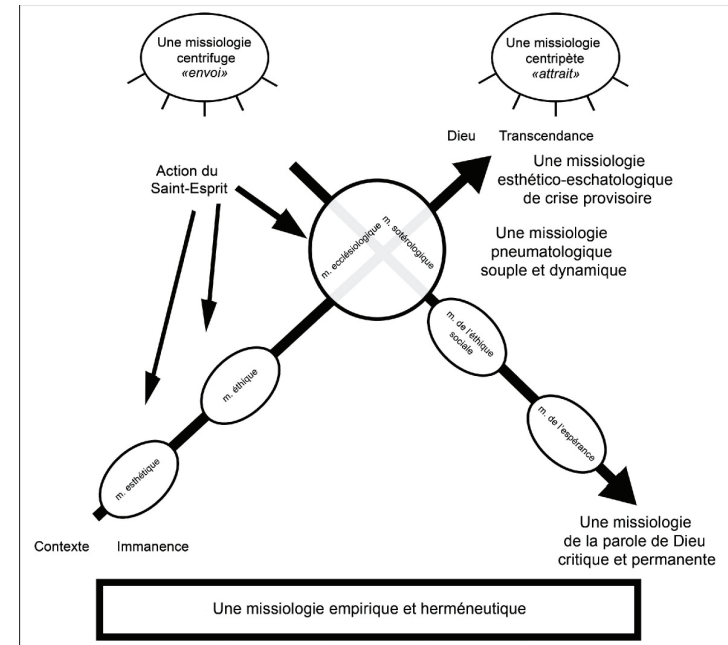 Une missiologie
centrifuge
«envoi»
Une missiologie
centripète
«attrait»
Dieu Transcendance
Une missiologie
esthético-eschatologique
de crise provisoire
Action du
Saint-Esprit
m. ecclésiologique
m. sotérologique
Une missiologie
pneumatologique
souple et dynamique
m. de l'éthique
sociale
m. éthique
m. de l'espérance
m. esthétique
Contexte Immanence
Une missiologie
de la parole de Dieu
critique et permanente
Une missiologie empirique et herméneutique